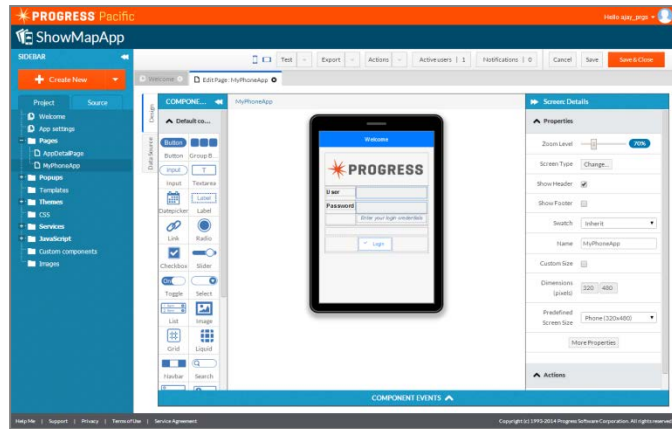 PROGRESS Pacific
Hello ajay_prgs
ShowMapApp
SIDEBAR
Test
Export
Actions
Active users | 1
Notifications | 0
Cancel
Save
Save & Close
Create New
Welcome
Edit Page: MyPhoneApp
Project
Source
Welcome
App settings
Pages
AppDetailPage
MyPhoneApp
Popups
Templates
Themes
CSS
Services
JavaScript
Custom components
Images
Design
Data Source
COMPONE...
Default co...
Button
Button
Group B...
Input
T
Input
Textarea
Label
Datepicker
Label
Link
Radio
Checkbox
Slider
Toggle
Select
List
Image
Grid
Liquid
Navbar
Search
MyPhoneApp
Welcome
PROGRESS
User
Password
Enter your login credentials
Login
Screen: Details
Properties
Zoom Level
70%
Screen Type
Change...
Show Header
Show Footer
Swatch
Inherit
Name
MyPhoneApp
Custom Size
Dimensions (pixels)
320
480
Predefined Screen Size
Phone (320x480)
More Properties
Actions
COMPONENT EVENTS
Help Me | Support | Privacy | Terms of Use | Service Agreement
Copyright (c) 1993-2014 Progress Software Corporation. All rights reserved.